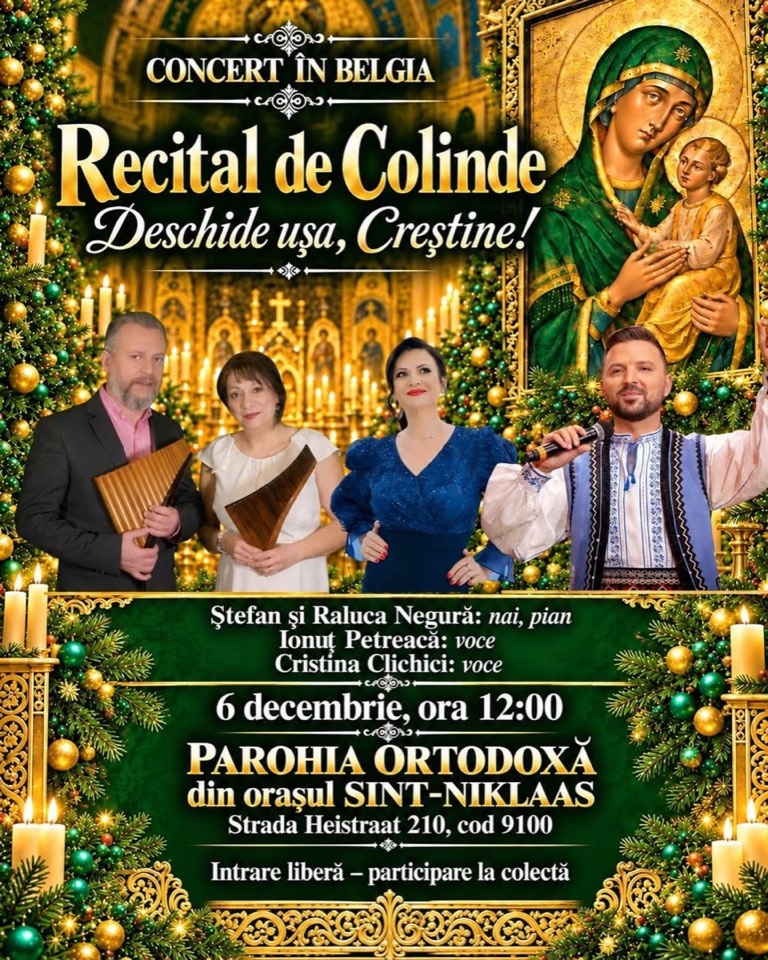 CONCERT ÎN BELGIA
Recital de Colinde
Deschide ușa, Creștine!
Ștefan și Raluca Negură: nai, pian
Ionuț Petreacă: voce
Cristina Clichici: voce
6 decembrie, ora 12:00
PAROHIA ORTODOXĂ
din orașul SINT-NIKLAAS
Strada Heistraat 210, cod 9100
Intrare liberă – participare la colectă